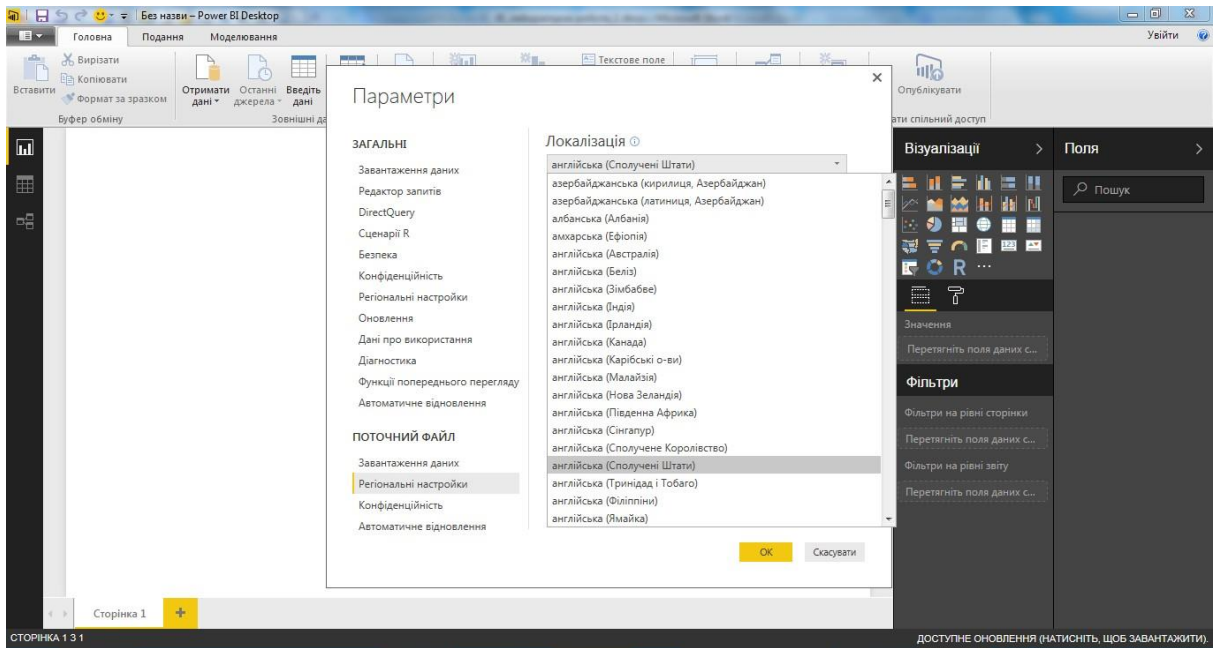 Без назви – Power BI Desktop
Головна Подання Моделювання Увійти
Вставити
Вирізати
Копіювати
Формат за зразком
Буфер обміну
Отримати дані
Останні джерела
Введіть дані
Зовнішні да
Текстове поле
Опублікувати
ати спільний доступ
Параметри
ЗАГАЛЬНІ
Завантаження даних
Редактор запитів
DirectQuery
Сценарії R
Безпека
Конфіденційність
Регіональні настройки
Оновлення
Дані про використання
Діагностика
Функції попереднього перегляду
Автоматичне відновлення
ПОТОЧНИЙ ФАЙЛ
Завантаження даних
Регіональні настройки
Конфіденційність
Автоматичне відновлення
Локалізація
англійська (Сполучені Штати)
азербайджанська (кирилиця, Азербайджан)
азербайджанська (латиниця, Азербайджан)
албанська (Албанія)
амхарська (Ефіопія)
англійська (Австралія)
англійська (Беліз)
англійська (Зімбабве)
англійська (Індія)
англійська (Ірландія)
англійська (Канада)
англійська (Карібські о-ви)
англійська (Малайзія)
англійська (Нова Зеландія)
англійська (Південна Африка)
англійська (Сінгапур)
англійська (Сполучене Королівство)
англійська (Сполучені Штати)
англійська (Тринідад і Тобаго)
англійська (Філіппіни)
англійська (Ямайка)
ОК Скасувати
Візуалізації
123
R
Значення
Перетягніть поля даних с...
Фільтри
Фільтри на рівні сторінки
Перетягніть поля даних с...
Фільтри на рівні звіту
Перетягніть поля даних с...
Поля
Пошук
Сторінка 1
СТОРІНКА 1 З 1
ДОСТУПНЕ ОНОВЛЕННЯ (НАТИСНІТЬ, ЩОБ ЗАВАНТАЖИТИ).